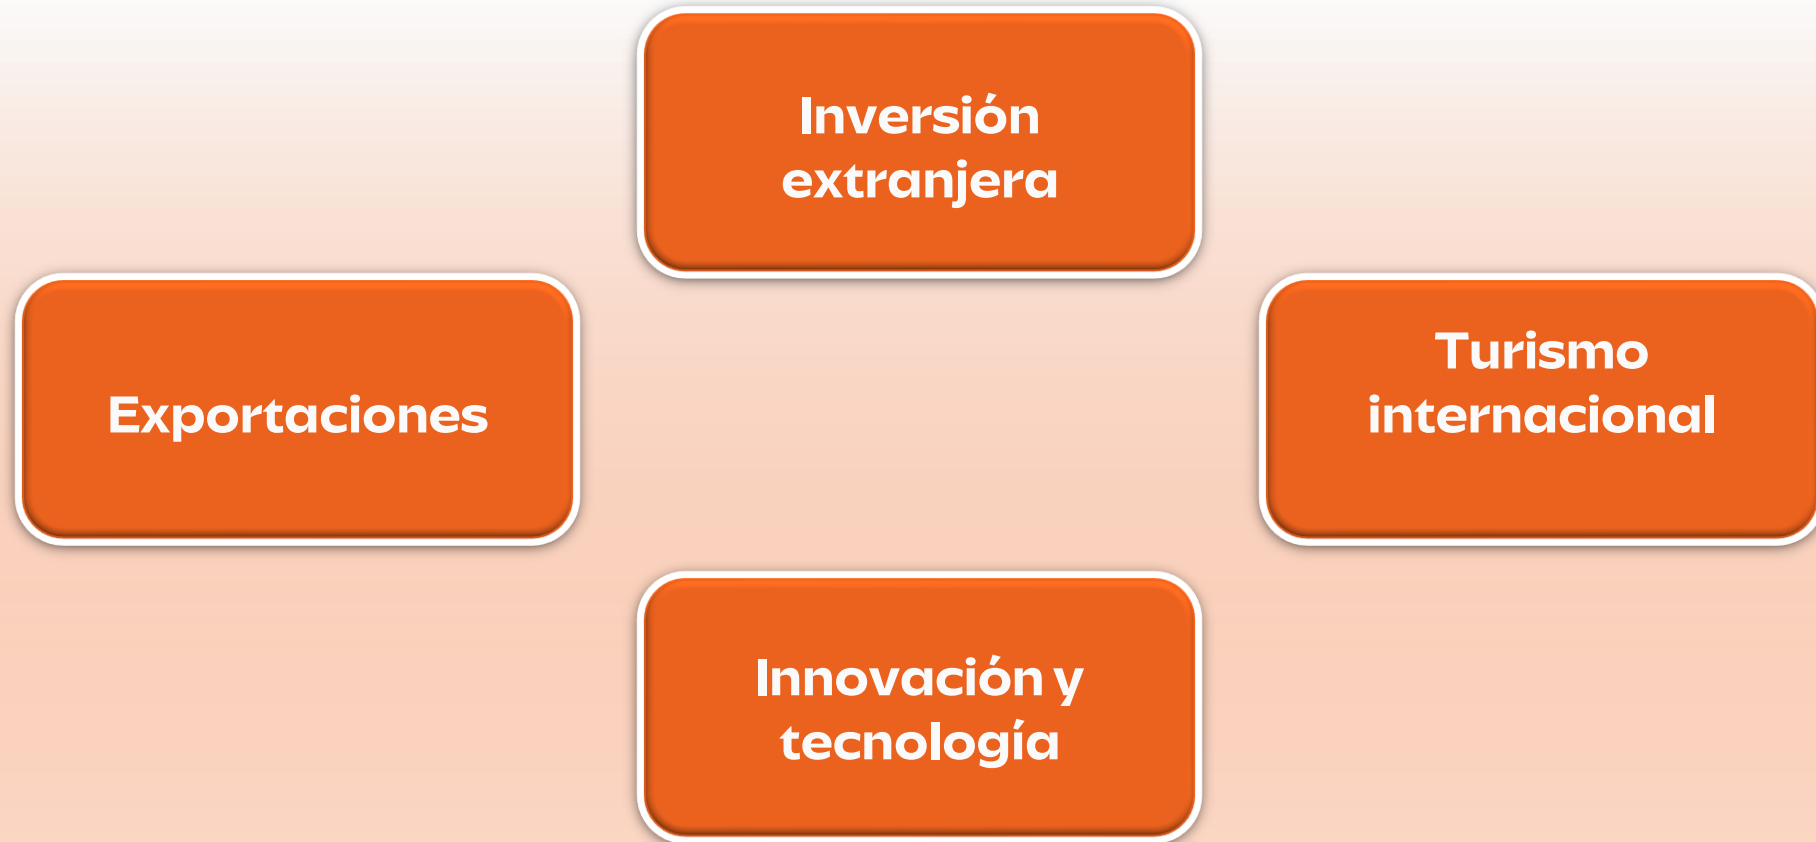 Inversión
extranjera
Exportaciones
Turismo
internacional
Innovación y
tecnología